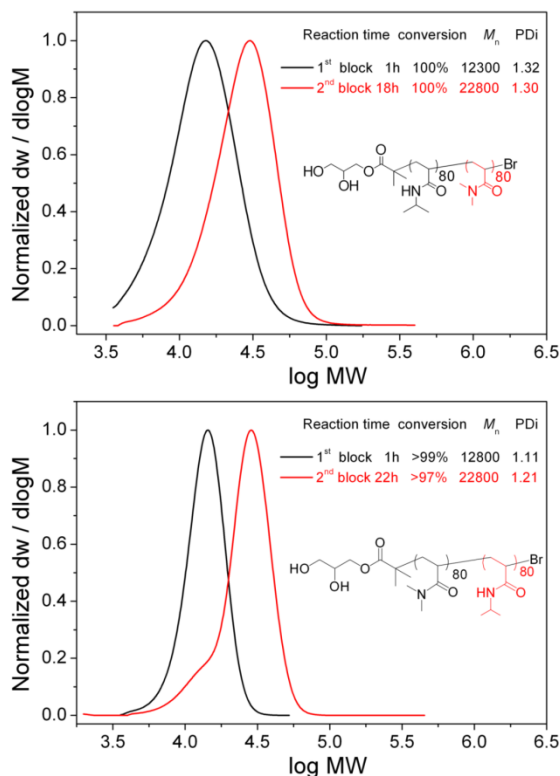 Reaction time conversion Mn PDi
1st block 1h 100% 12300 1.32
2nd block 18h 100% 22800 1.30
1.0
0.8
0.6
0.4
0.2
0.0
Normalized dw / dlogM
HO
OH
O
O
80
HN
O
Br
80
N
O
3.5 4.0 4.5 5.0 5.5 6.0 6.5
log MW
Reaction time conversion Mn PDi
1st block 1h >99% 12800 1.11
2nd block 22h >97% 22800 1.21
1.0
0.8
0.6
0.4
0.2
0.0
Normalized dw / dlogM
HO
OH
O
O
80
N
O
Br
80
HN
O
3.5 4.0 4.5 5.0 5.5 6.0 6.5
log MW